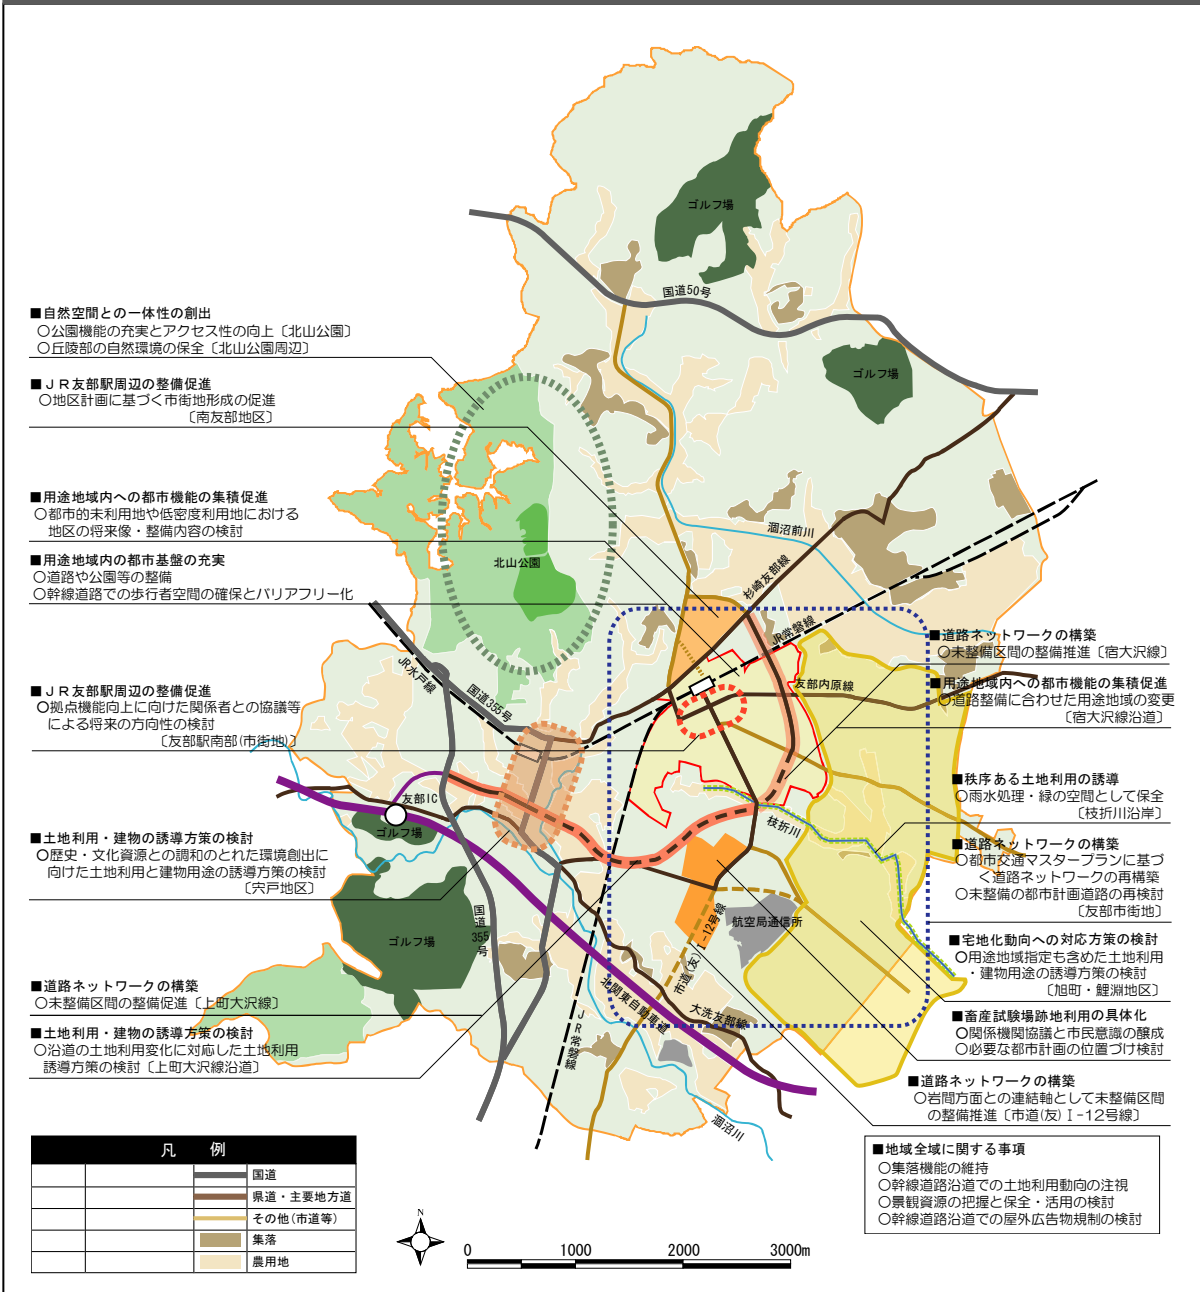 ゴルフ場
国道50号
ゴルフ場
■自然空間との一体性の創出
○公園機能の充実とアクセス性の向上〔北山公園〕
○丘陵部の自然環境の保全〔北山公園周辺〕
■ＪＲ友部駅周辺の整備促進
○地区計画に基づく市街地形成の促進
〔南友部地区〕
■用途地域内への都市機能の集積促進
○都市的未利用地や低密度利用地における
地区の将来像・整備内容の検討
■用途地域内の都市基盤の充実
○道路や公園等の整備
○幹線道路での歩行者空間の確保とバリアフリー化
■ＪＲ友部駅周辺の整備促進
○拠点機能向上に向けた関係者との協議等
による将来の方向性の検討
〔友部駅南部(市街地)〕
■土地利用・建物の誘導方策の検討
○歴史・文化資源との調和のとれた環境創出に
向けた土地利用と建物用途の誘導方策の検討
〔宍戸地区〕
■道路ネットワークの構築
○未整備区間の整備促進〔上町大沢線〕
■土地利用・建物の誘導方策の検討
○沿道の土地利用変化に対応した土地利用
誘導方策の検討〔上町大沢線沿道〕
涸沼前川
北山公園
杉崎友部線
JR常磐線
JR水戸線
国道355号
友部内原線
友部IC
ゴルフ場
枝折川
ゴルフ場
国道355号
航空局通信所
市道(友)Ⅰ-12号線
北関東自動車道
大洗友部線
ＪＲ常磐線
涸沼川
■道路ネットワークの構築
○未整備区間の整備推進〔宿大沢線〕
■用途地域内への都市機能の集積促進
○道路整備に合わせた用途地域の変更
〔宿大沢線沿道〕
■秩序ある土地利用の誘導
○雨水処理・緑の空間として保全
〔枝折川沿岸〕
■道路ネットワークの構築
○都市交通マスタープランに基づ
く道路ネットワークの再構築
○未整備の都市計画道路の再検討
〔友部市街地〕
■宅地化動向への対応方策の検討
○用途地域指定も含めた土地利用
・建物用途の誘導方策の検討
〔旭町・鯉淵地区〕
■畜産試験場跡地利用の具体化
○関係機関協議と市民意識の醸成
○必要な都市計画の位置づけ検討
■道路ネットワークの構築
○岩間方面との連結軸として未整備区間
の整備推進〔市道(友)Ⅰ-12号線〕
■地域全域に関する事項
○集落機能の維持
○幹線道路沿道での土地利用動向の注視
○景観資源の把握と保全・活用の検討
○幹線道路沿道での屋外広告物規制の検討
凡　例
国道
県道・主要地方道
その他(市道等)
集落
農用地
N
0 1000 2000 3000m